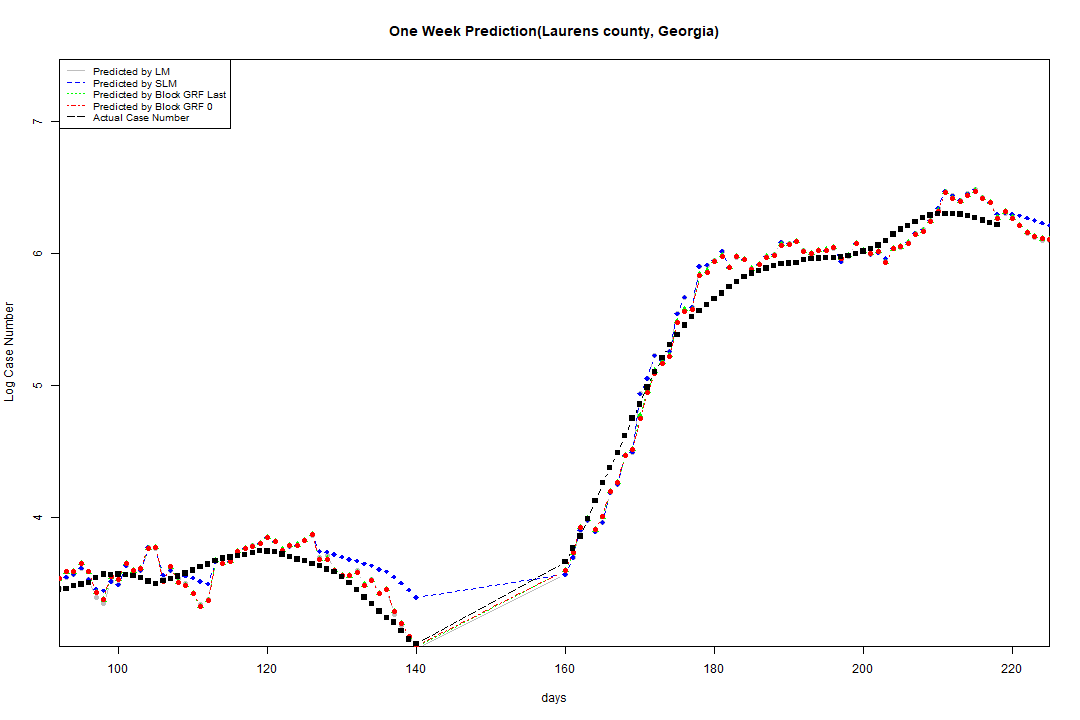 One Week Prediction(Laurens county, Georgia)
Predicted by LM
Predicted by SLM
Predicted by Block GRF Last
Predicted by Block GRF 0
Actual Case Number
7
6
5
4
Log Case Number
100 120 140 160 180 200 220
days